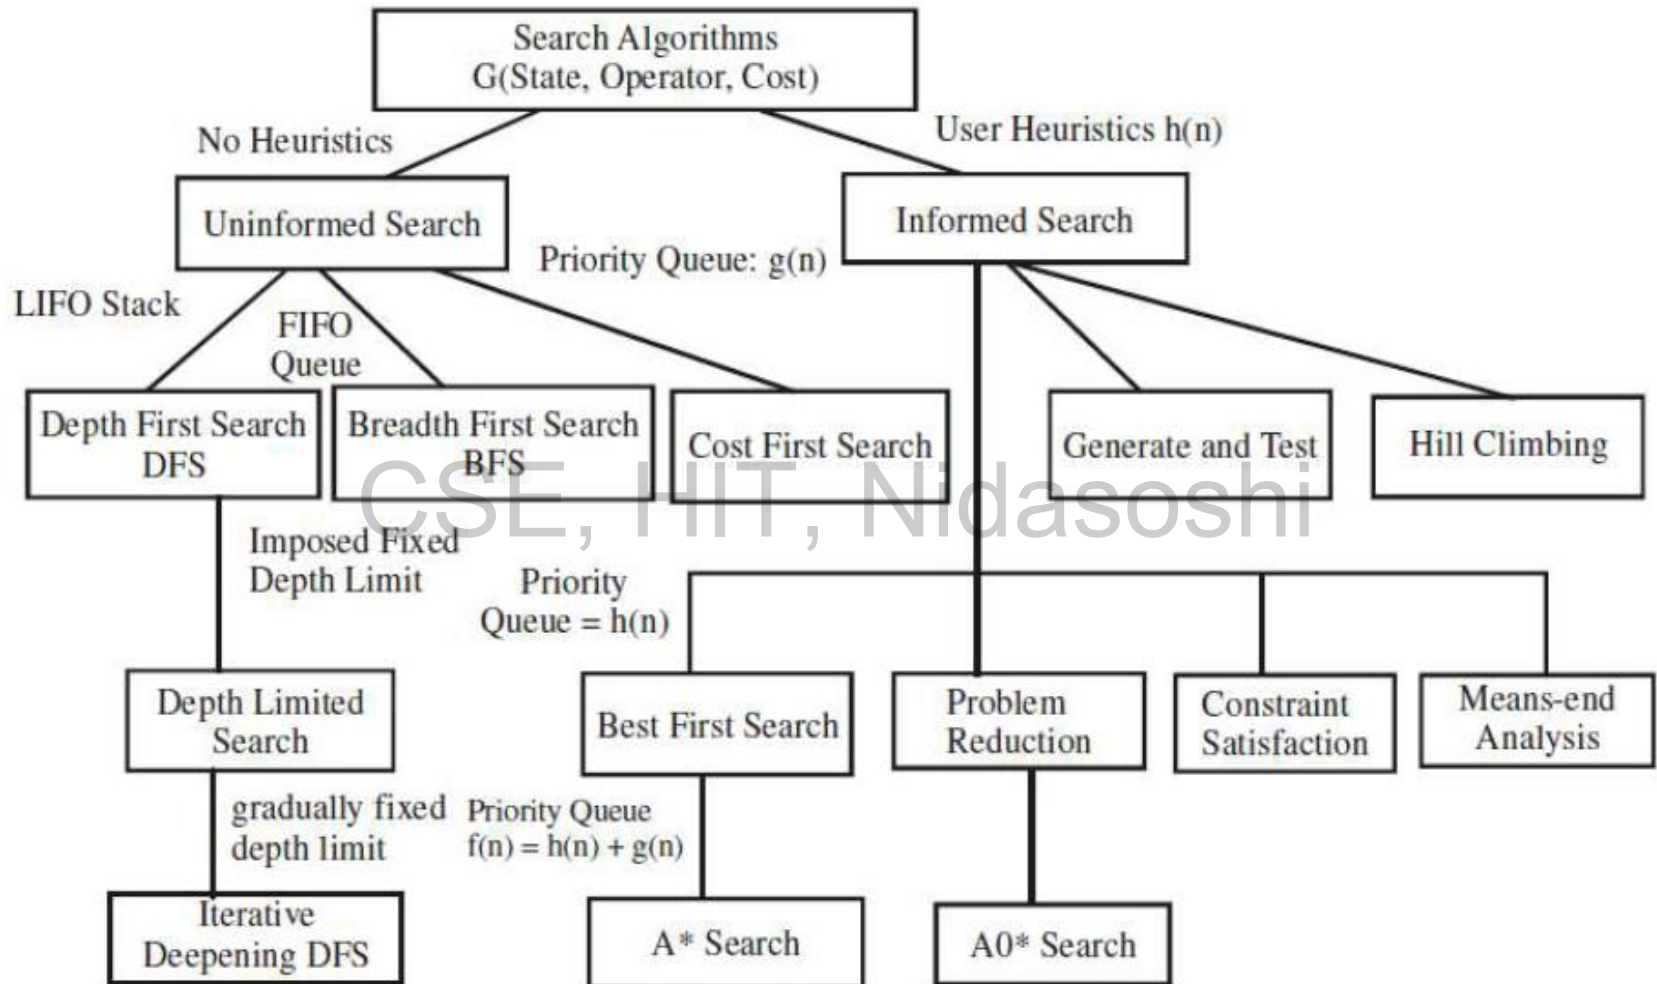 Search Algorithms
G(State, Operator, Cost)
No Heuristics
User Heuristics h(n)
Uninformed Search
Informed Search
Priority Queue: g(n)
LIFO Stack
FIFO
Queue
Depth First Search
DFS
Breadth First Search
BFS
Cost First Search
Generate and Test
Hill Climbing
CSE, HIT, Nidasoshi
Imposed Fixed
Depth Limit
Priority
Queue = h(n)
Depth Limited
Search
Best First Search
Problem
Reduction
Constraint
Satisfaction
Means-end
Analysis
gradually fixed
depth limit
Priority Queue
f(n) = h(n) + g(n)
Iterative
Deepening DFS
A* Search
A0* Search